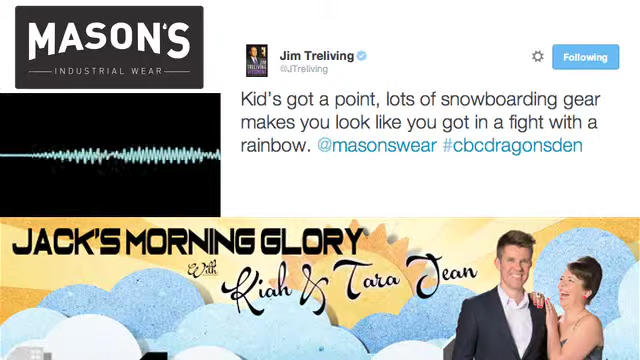 MASON'S
INDUSTRIAL WEAR
Jim Treliving
@JTreliving
Following
Kid's got a point, lots of snowboarding gear
makes you look like you got in a fight with a
rainbow. @masonswear #cbcdragonsden
JACK'S MORNING GLORY
With
Kiah & Tara Jean